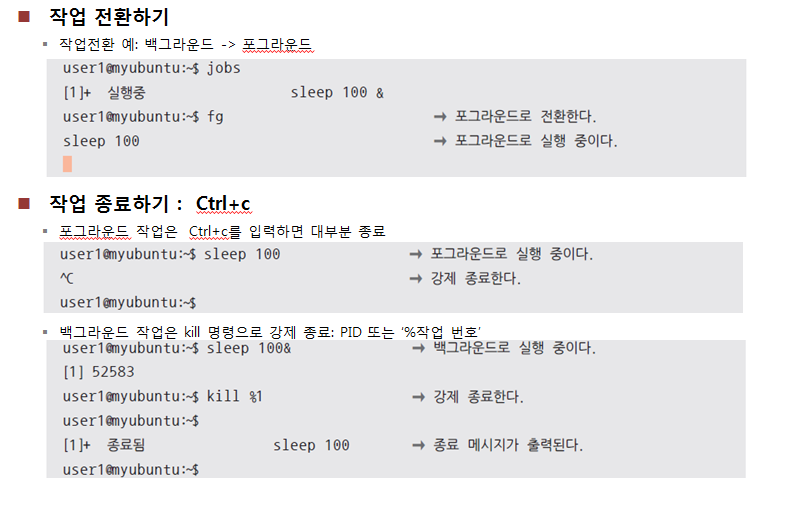 작업 전환하기
작업전환 예: 백그라운드 -> 포그라운드
user1@myubuntu:~$ jobs
[1]+ 실행중 sleep 100 &
user1@myubuntu:~$ fg → 포그라운드로 전환한다.
sleep 100 → 포그라운드로 실행 중이다.
작업 종료하기 : Ctrl+c
포그라운드 작업은 Ctrl+c를 입력하면 대부분 종료
user1@myubuntu:~$ sleep 100 → 포그라운드로 실행 중이다.
^C → 강제 종료한다.
user1@myubuntu:~$
백그라운드 작업은 kill 명령으로 강제 종료: PID 또는 ‘%작업 번호’
user1@myubuntu:~$ sleep 100& → 백그라운드로 실행 중이다.
[1] 52583
user1@myubuntu:~$ kill %1 → 강제 종료한다.
user1@myubuntu:~$
[1]+ 종료됨 sleep 100 → 종료 메시지가 출력된다.
user1@myubuntu:~$